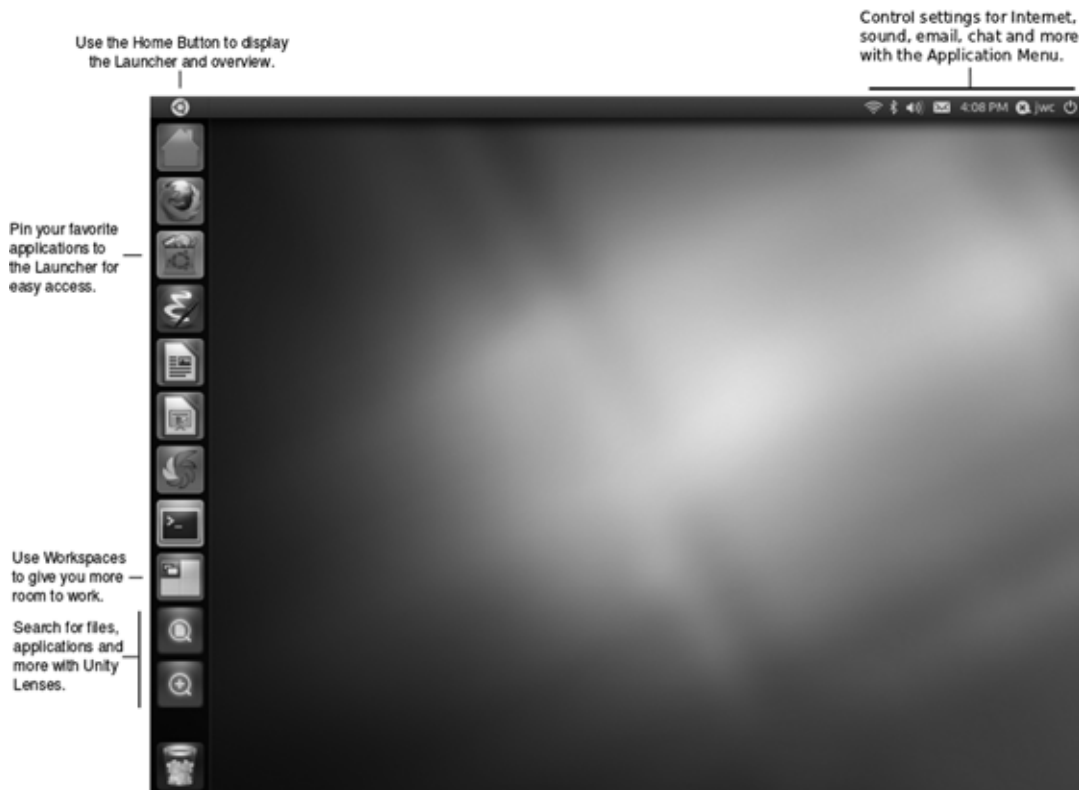 Use the Home Button to display
the Launcher and overview.
Control settings for Internet,
sound, email, chat and more
with the Application Menu.
4:08 PM jwc
Pin your favorite
applications to
the Launcher for
easy access.
Use Workspaces
to give you more
room to work.
Search for files,
applications and
more with Unity
Lenses.